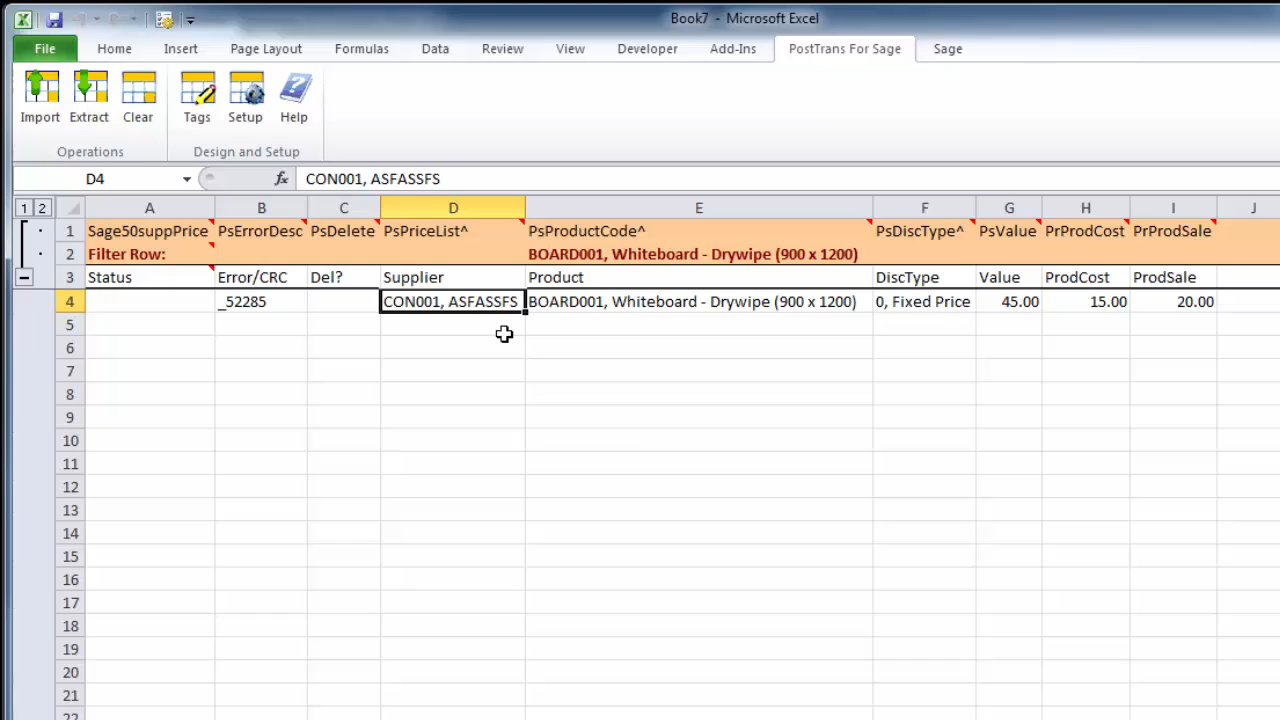 Book7 - Microsoft Excel
File Home Insert Page Layout Formulas Data Review View Developer Add-Ins PostTrans For Sage Sage
Import Extract Clear Tags Setup Help
Operations Design and Setup
D4 fx CON001, ASFASSFS
1 2 A B C D E F G H I J
1 Sage50suppPrice PsErrorDesc PsDelete PsPriceList^ PsProductCode^ PsDiscType^ PsValue PrProdCost PrProdSale
2 Filter Row: BOARD001, Whiteboard - Drywipe (900 x 1200)
3 Status Error/CRC Del? Supplier Product DiscType Value ProdCost ProdSale
4 _52285 CON001, ASFASSFS BOARD001, Whiteboard - Drywipe (900 x 1200) 0, Fixed Price 45.00 15.00 20.00
5
6
7
8
9
10
11
12
13
14
15
16
17
18
19
20
21
22